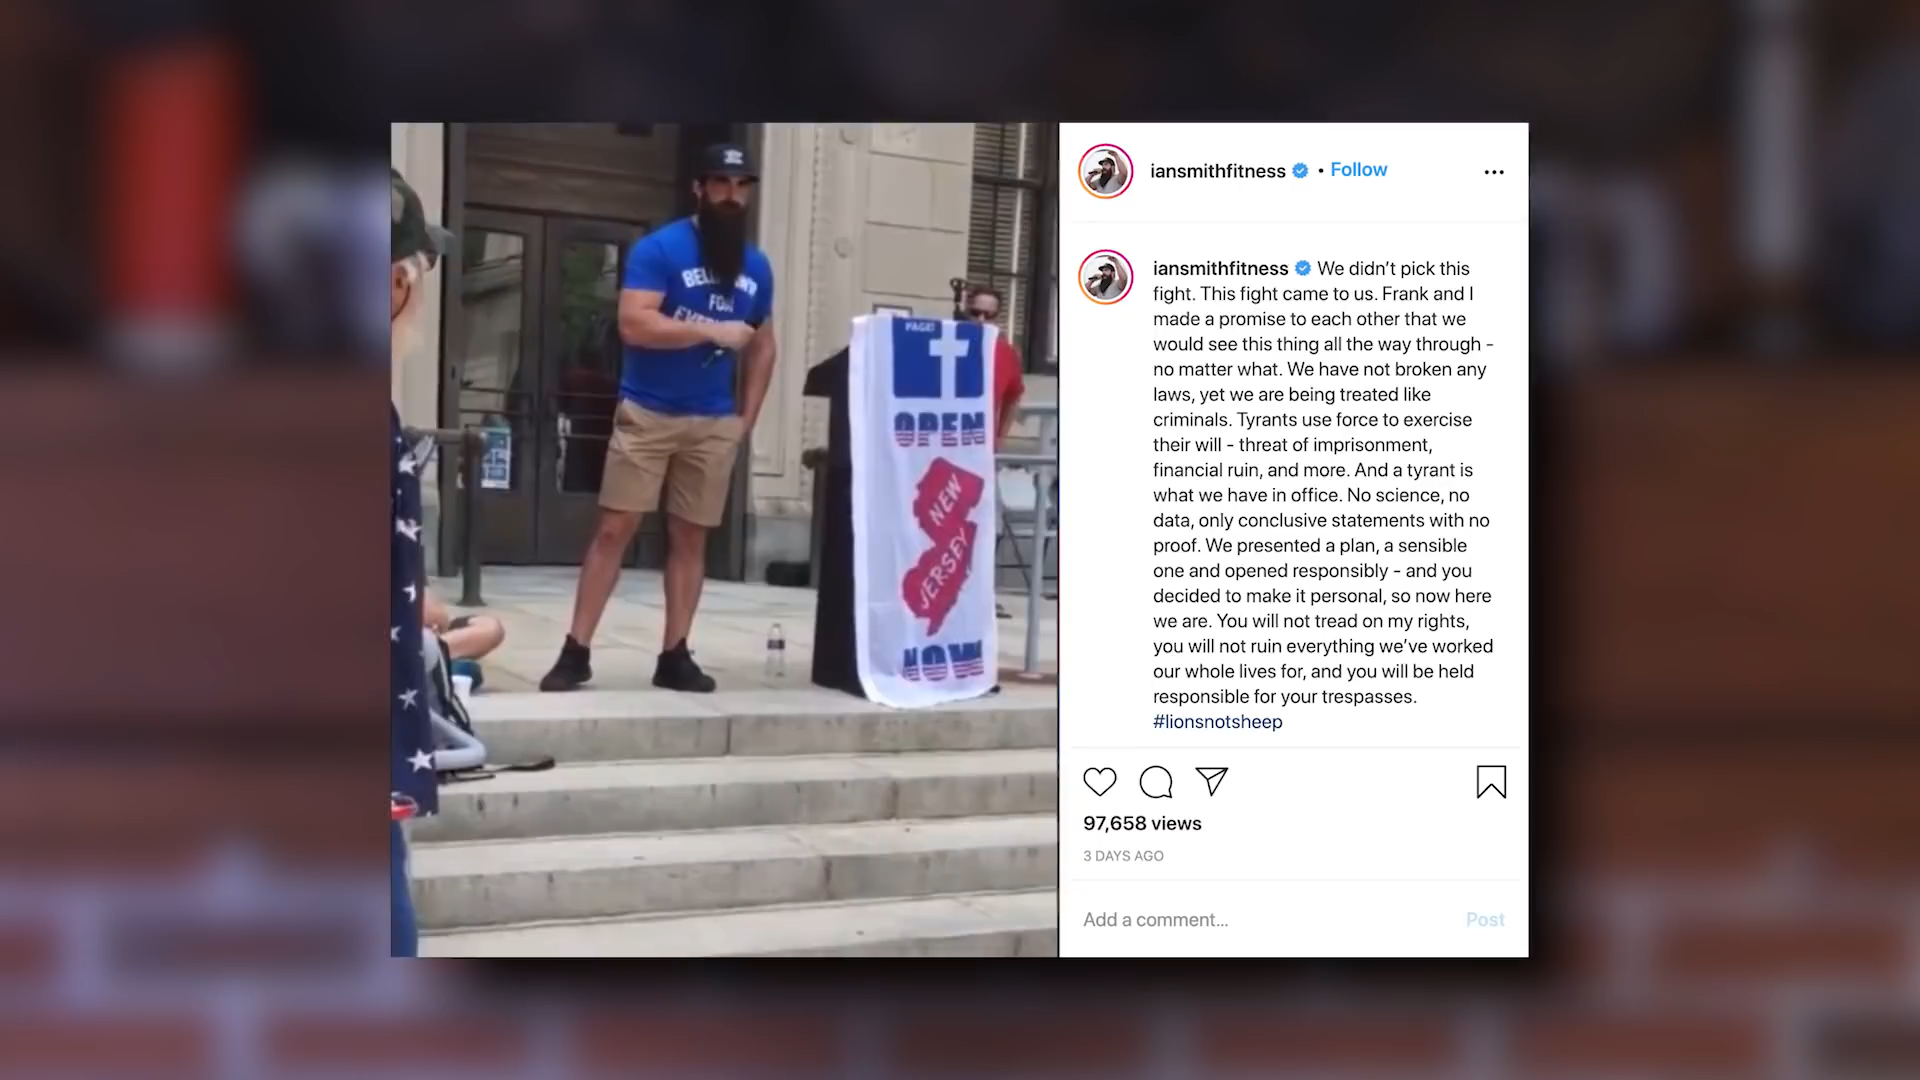 FOR
PAGE!
OPEN
NEW
JERSEY
NOW
iansmithfitness • Follow
iansmithfitness We didn’t pick this
fight. This fight came to us. Frank and I
made a promise to each other that we
would see this thing all the way through -
no matter what. We have not broken any
laws, yet we are being treated like
criminals. Tyrants use force to exercise
their will - threat of imprisonment,
financial ruin, and more. And a tyrant is
what we have in office. No science, no
data, only conclusive statements with no
proof. We presented a plan, a sensible
one and opened responsibly - and you
decided to make it personal, so now here
we are. You will not tread on my rights,
you will not ruin everything we’ve worked
our whole lives for, and you will be held
responsible for your trespasses.
#lionsnotsheep
97,658 views
3 DAYS AGO
Add a comment...
Post